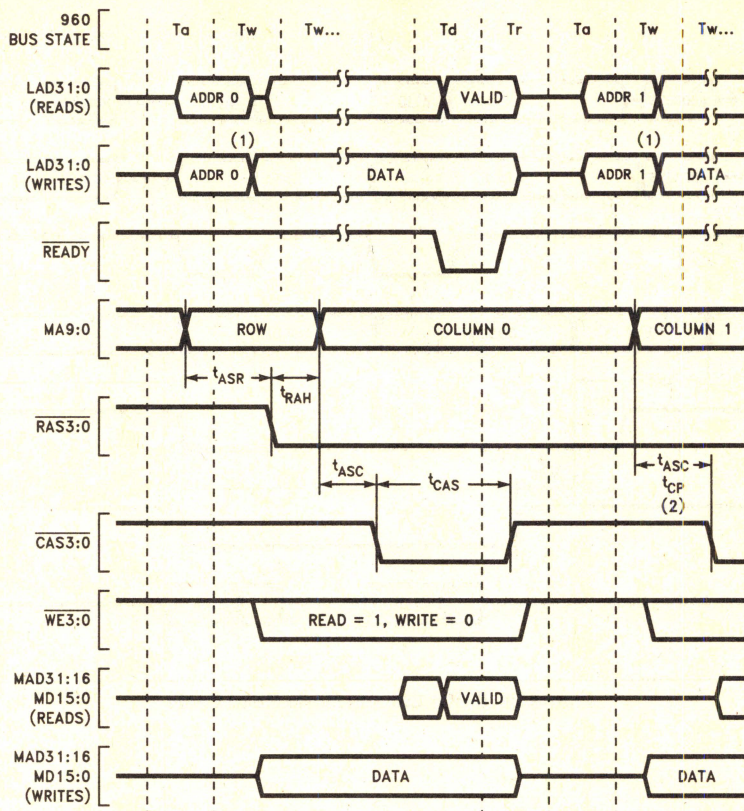 960
BUS STATE
Ta Tw Tw... Td Tr Ta Tw Tw...
LAD31:0
(READS)
ADDR 0 VALID ADDR 1
(1) (1)
LAD31:0
(WRITES)
ADDR 0 DATA ADDR 1 DATA
READY
MA9:0
ROW COLUMN 0 COLUMN 1
tASR
tRAH
RAS3:0
tASC tCAS tASC
tCP
(2)
CAS3:0
WE3:0
READ = 1, WRITE = 0
MAD31:16
MD15:0
(READS)
VALID
MAD31:16
MD15:0
(WRITES)
DATA DATA